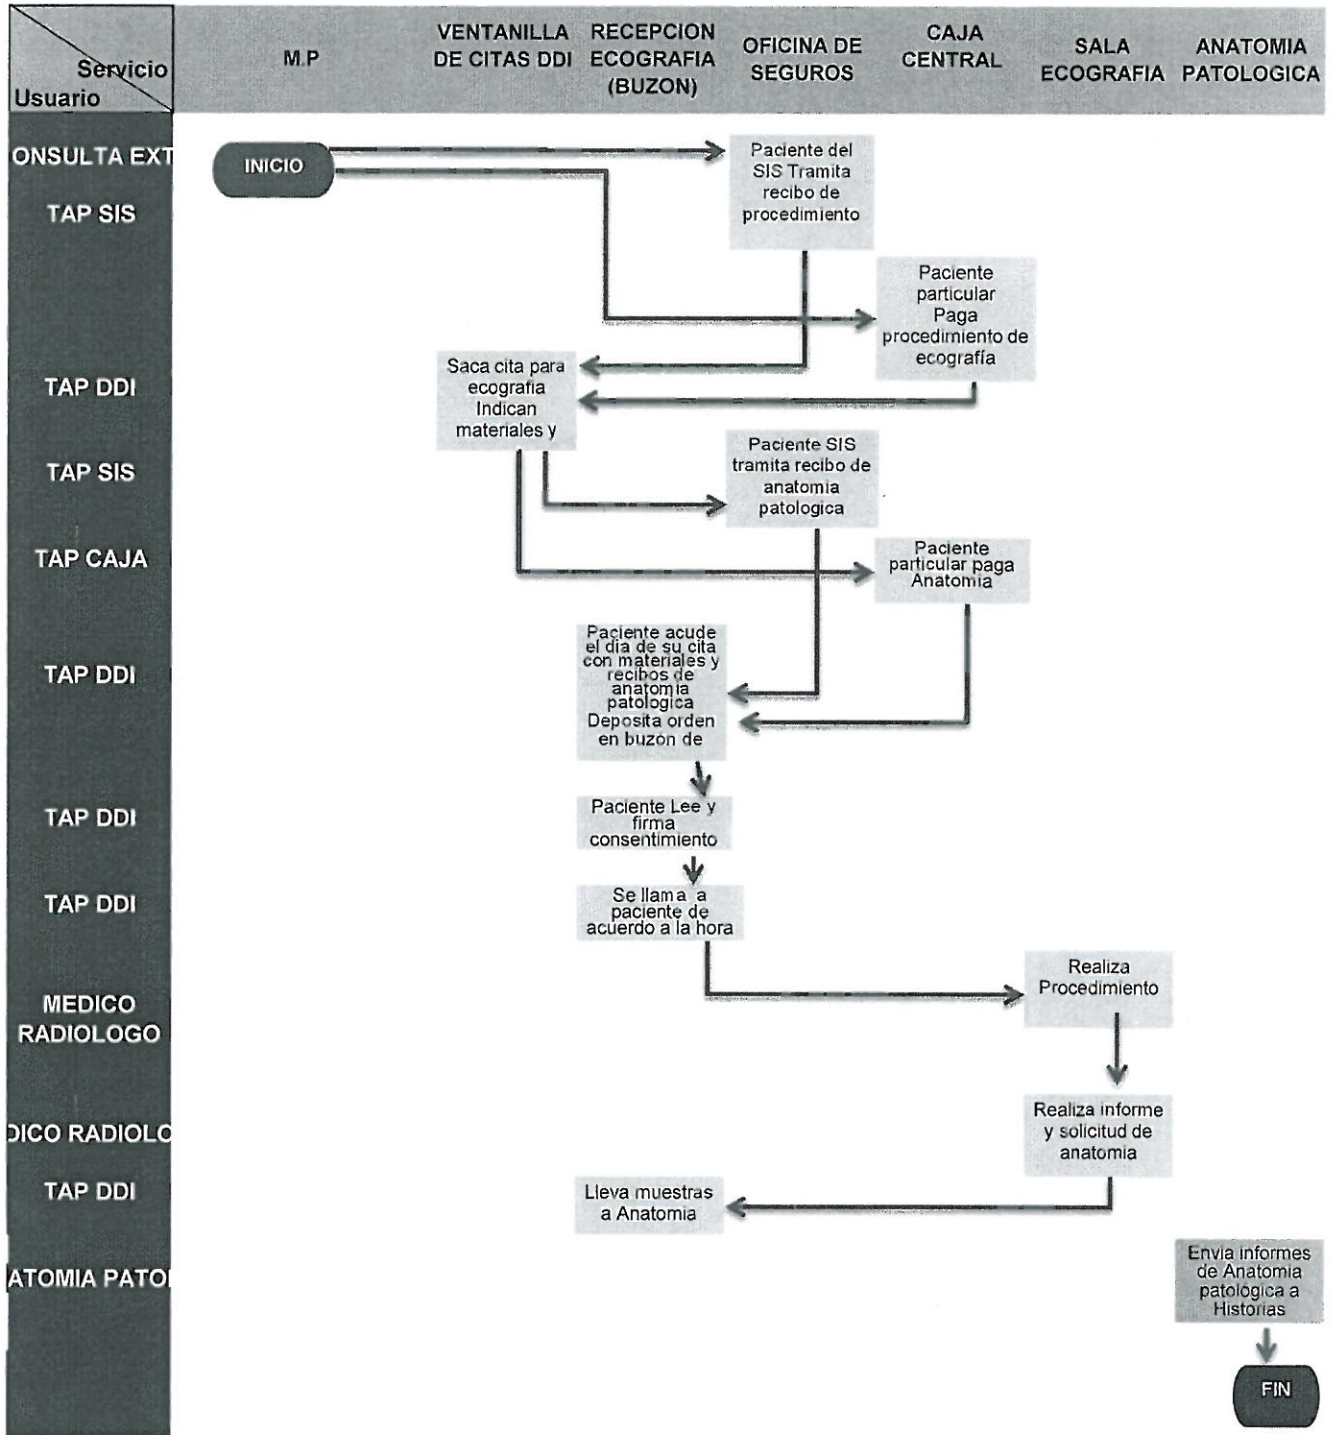 Servicio
Usuario
M.P
VENTANILLA
DE CITAS DDI
RECEPCION
ECOGRAFIA
(BUZON)
OFICINA DE
SEGUROS
CAJA
CENTRAL
SALA
ECOGRAFIA
ANATOMIA
PATOLOGICA
ONSULTA EXT
INICIO
Paciente del
SIS Tramita
recibo de
procedimiento
TAP SIS
Paciente
particular
Paga
procedimiento de
ecografía
TAP DDI
Saca cita para
ecografia
Indican
materiales y
TAP SIS
Paciente SIS
tramita recibo de
anatomia
patologica
TAP CAJA
Paciente
particular paga
Anatomia
TAP DDI
Paciente acude
el dia de su cita
con materiales y
recibos de
anatomia
patologica
Deposita orden
en buzón de
TAP DDI
Paciente Lee y
firma
consentimiento
TAP DDI
Se llama a
paciente de
acuerdo a la hora
MEDICO
RADIOLOGO
Realiza
Procedimiento
DICO RADIOLO
Realiza informe
y solicitud de
anatomia
TAP DDI
Lleva muestras
a Anatomia
ATOMIA PATOL
Envia informes
de Anatomia
patológica a
Historias
FIN